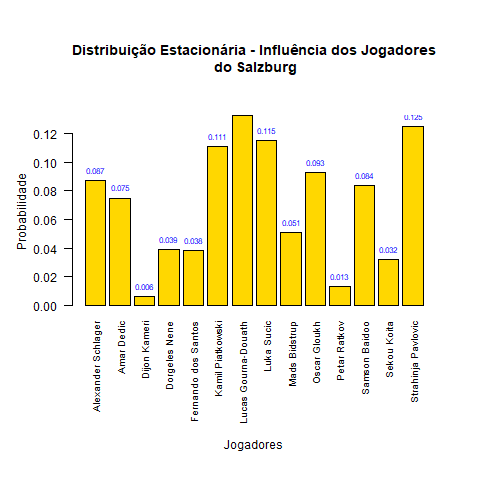 Distribuição Estacionária - Influência dos Jogadores
do Salzburg
Probabilidade
0.12
0.10
0.08
0.06
0.04
0.02
0.00
0.087
0.075
0.006
0.039
0.038
0.111
0.115
0.051
0.093
0.013
0.084
0.032
0.125
Alexander Schlager
Amar Dedic
Dijon Kameri
Dorgeles Nene
Fernando dos Santos
Kamil Piatkowski
Lucas Gourna-Douath
Luka Sucic
Mads Bidstrup
Oscar Gloukh
Petar Ratkov
Samson Baidoo
Sekou Koita
Strahinja Pavlovic
Jogadores